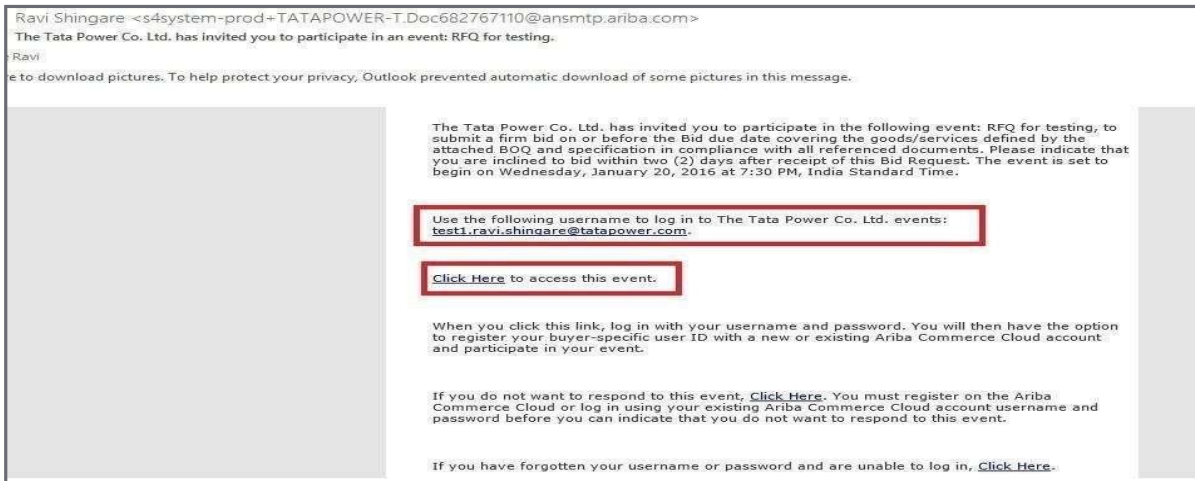 Ravi Shingare <s4system-prod+TATAPOWER-T.Doc682767110@ansmtp.ariba.com>
The Tata Power Co. Ltd. has invited you to participate in an event: RFQ for testing.
Ravi
re to download pictures. To help protect your privacy, Outlook prevented automatic download of some pictures in this message.
The Tata Power Co. Ltd. has invited you to participate in the following event: RFQ for testing, to
submit a firm bid on or before the Bid due date covering the goods/services defined by the
attached BOQ and specification in compliance with all referenced documents. Please indicate that
you are inclined to bid within two (2) days after receipt of this Bid Request. The event is set to
begin on Wednesday, January 20, 2016 at 7:30 PM, India Standard Time.
Use the following username to log in to The Tata Power Co. Ltd. events:
test1.ravi.shingare@tatapower.com.
Click Here to access this event.
When you click this link, log in with your username and password. You will then have the option
to register your buyer-specific user ID with a new or existing Ariba Commerce Cloud account
and participate in your event.
If you do not want to respond to this event, Click Here. You must register on the Ariba
Commerce Cloud or log in using your existing Ariba Commerce Cloud account username and
password before you can indicate that you do not want to respond to this event.
If you have forgotten your username or password and are unable to log in, Click Here.